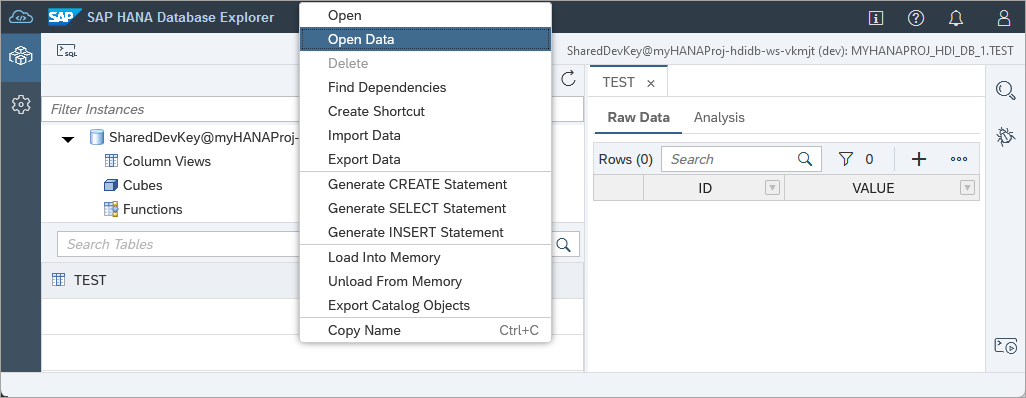 SAP SAP HANA Database Explorer
SQL
SharedDevKey@myHANAProj-hdidb-ws-vkmjt (dev): MYHANAPROJ_HDI_DB_1.TEST
Filter Instances
SharedDevKey@myHANAProj-
Column Views
Cubes
Functions
Search Tables
TEST
Open
Open Data
Delete
Find Dependencies
Create Shortcut
Import Data
Export Data
Generate CREATE Statement
Generate SELECT Statement
Generate INSERT Statement
Load Into Memory
Unload From Memory
Export Catalog Objects
Copy Name Ctrl+C
TEST
Raw Data Analysis
Rows (0) Search 0
ID VALUE